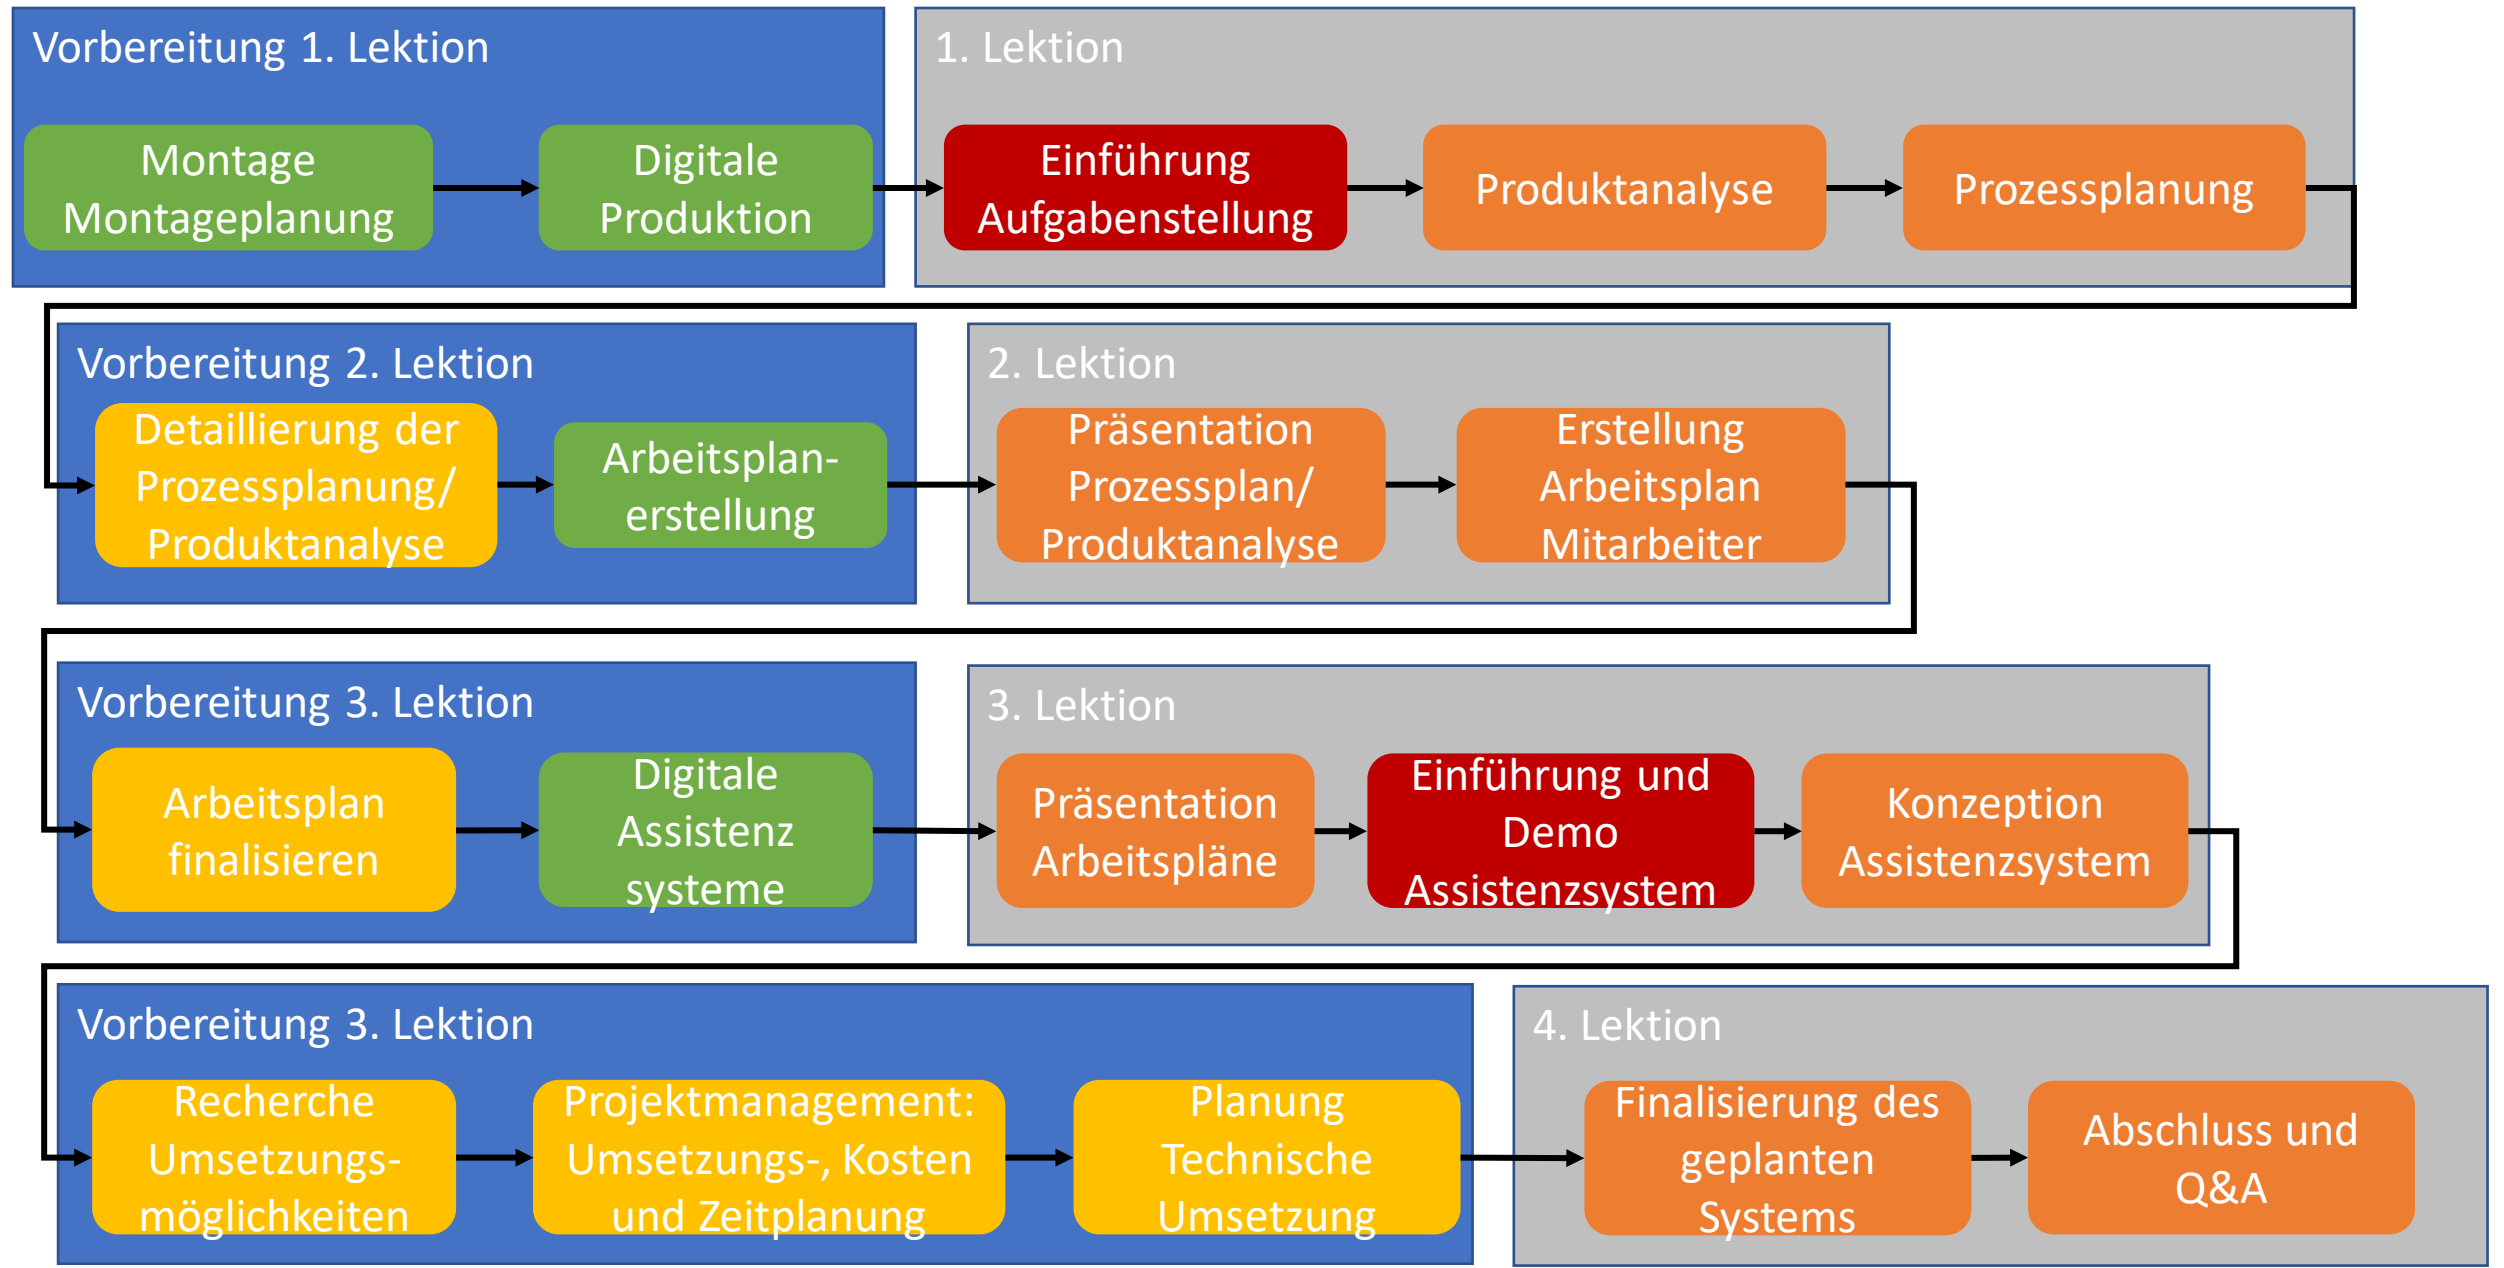 Vorbereitung 1. Lektion
Montage
Montageplanung
Digitale
Produktion
1. Lektion
Einführung
Aufgabenstellung
Produktanalyse
Prozessplanung
Vorbereitung 2. Lektion
Detaillierung der
Prozessplanung/
Produktanalyse
Arbeitsplan-
erstellung
2. Lektion
Präsentation
Prozessplan/
Produktanalyse
Erstellung
Arbeitsplan
Mitarbeiter
Vorbereitung 3. Lektion
Arbeitsplan
finalisieren
Digitale
Assistenz
systeme
3. Lektion
Präsentation
Arbeitspläne
Einführung und
Demo
Assistenzsystem
Konzeption
Assistenzsystem
Vorbereitung 3. Lektion
Recherche
Umsetzungs-
möglichkeiten
Projektmanagement:
Umsetzungs-, Kosten
und Zeitplanung
Planung
Technische
Umsetzung
4. Lektion
Finalisierung des
geplanten
Systems
Abschluss und
Q&A